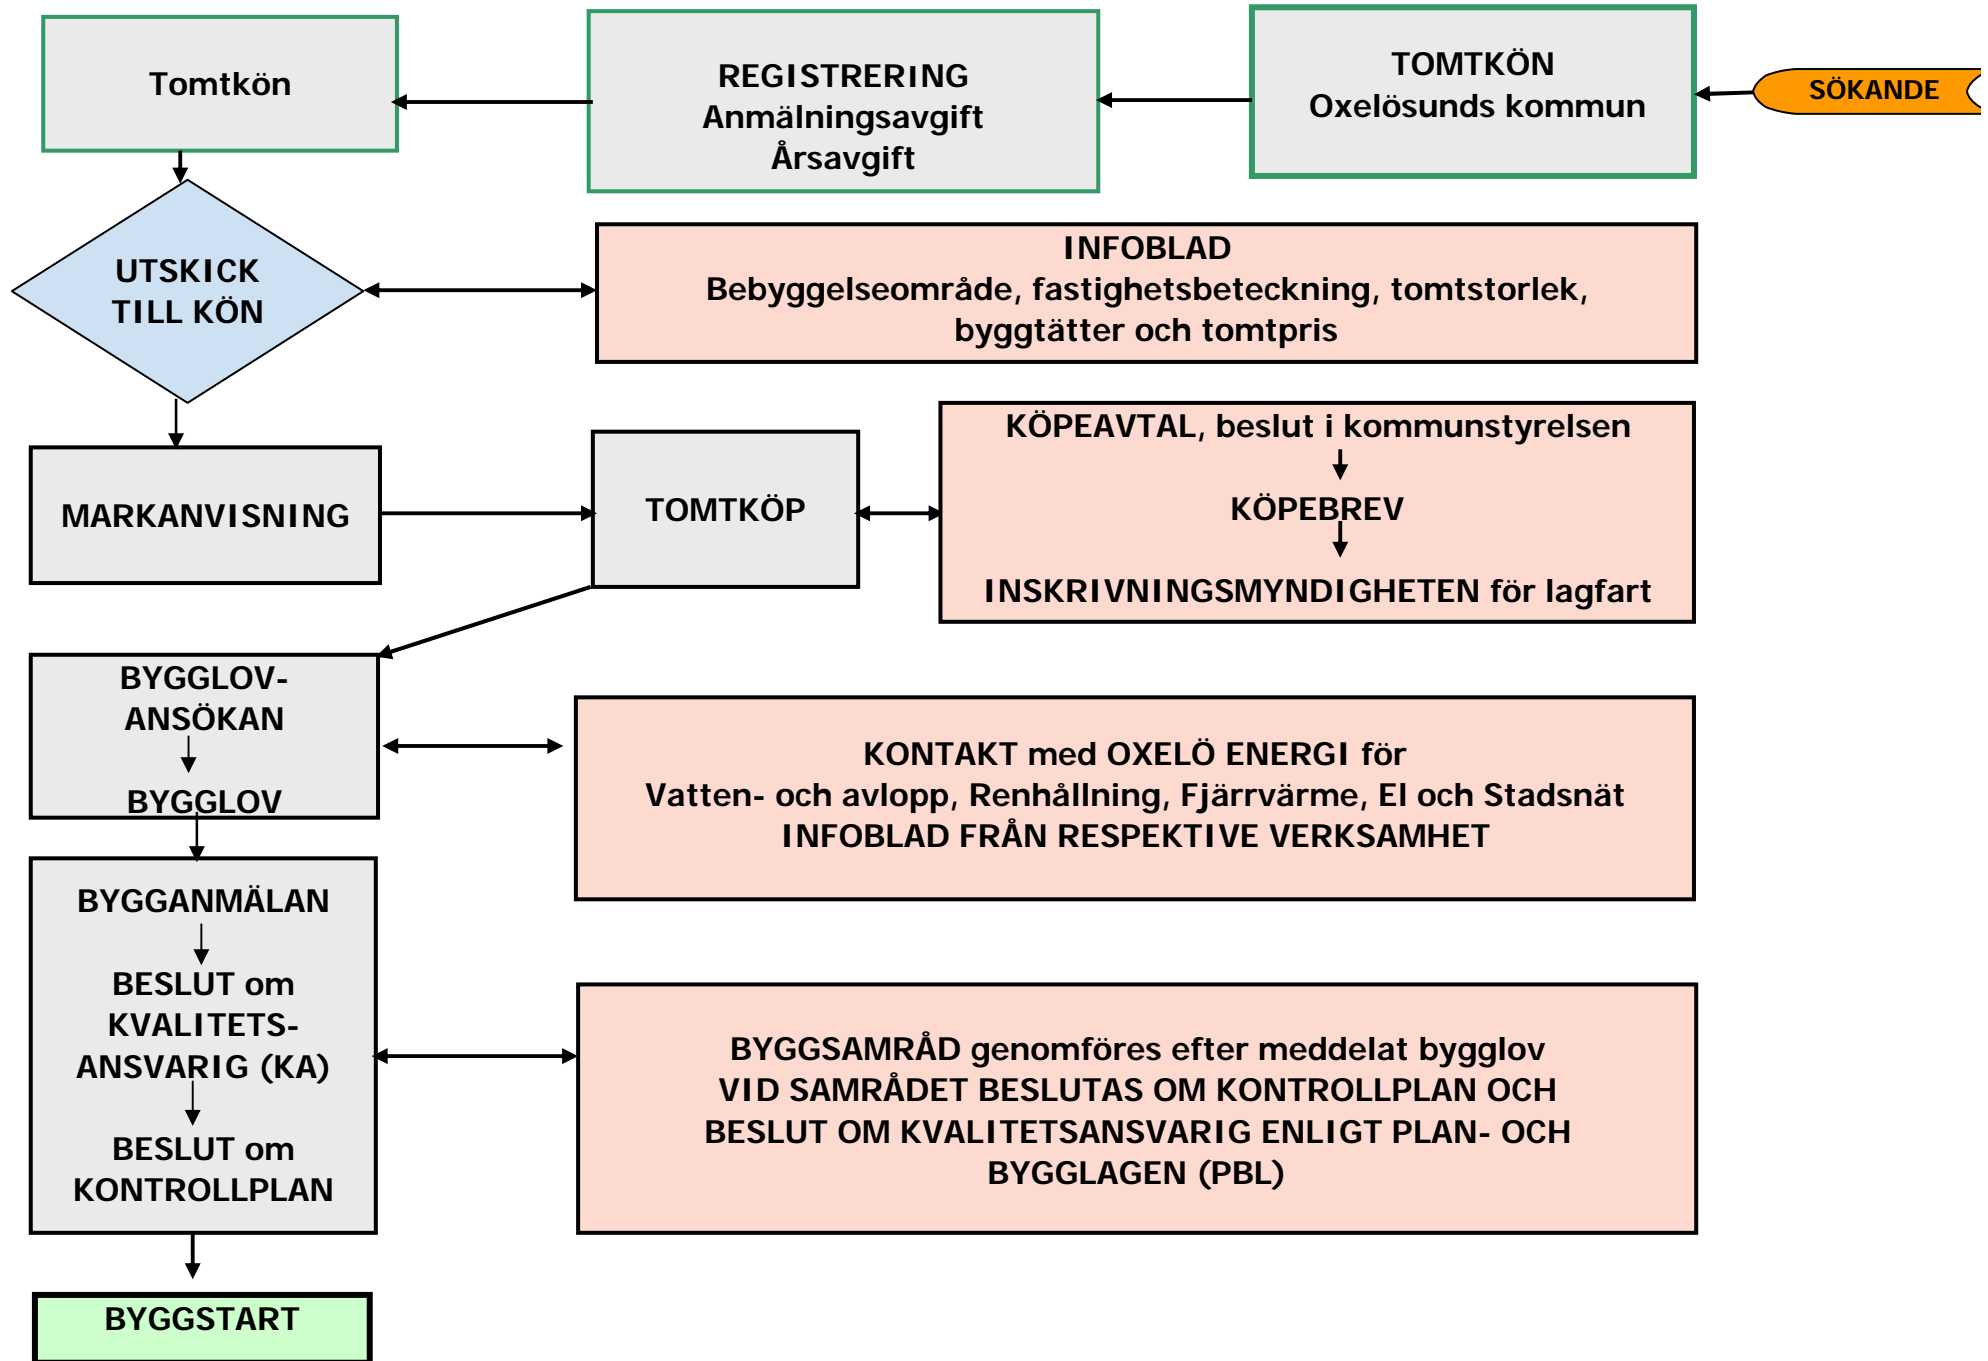 Tomtkön
REGISTRERING
Anmälningsavgift
Årsavgift
TOMTKÖN
Oxelösunds kommun
SÖKANDE
UTSKICK
TILL KÖN
INFOBLAD
Bebyggelseområde, fastighetsbeteckning, tomtstorlek,
byggtätter och tomtpris
MARKANVISNING
TOMTKÖP
KÖPEAVTAL, beslut i kommunstyrelsen
KÖPEBREV
INSKRIVNINGSMYNDIGHETEN för lagfart
BYGGLOV-
ANSÖKAN
BYGGLOV
KONTAKT med OXELÖ ENERGI för
Vatten- och avlopp, Renhållning, Fjärrvärme, El och Stadsnät
INFOBLAD FRÅN RESPEKTIVE VERKSAMHET
BYGGANMÄLAN
BESLUT om
KVALITETS-
ANSVARIG (KA)
BESLUT om
KONTROLLPLAN
BYGGSAMRÅD genomföres efter meddelat bygglov
VID SAMRÅDET BESLUTAS OM KONTROLLPLAN OCH
BESLUT OM KVALITETSANSVARIG ENLIGT PLAN- OCH
BYGGLAGEN (PBL)
BYGGSTART